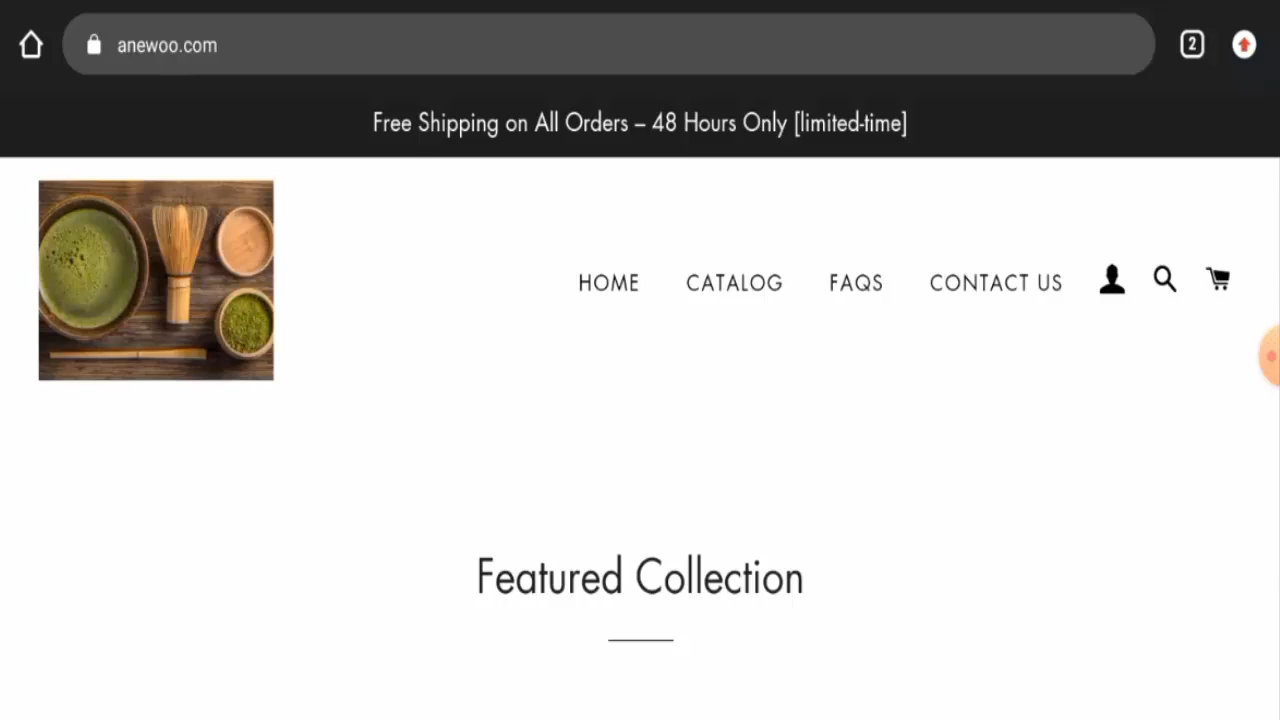 anewoo.com
2
Free Shipping on All Orders – 48 Hours Only [limited-time]
HOME CATALOG FAQS CONTACT US
Featured Collection